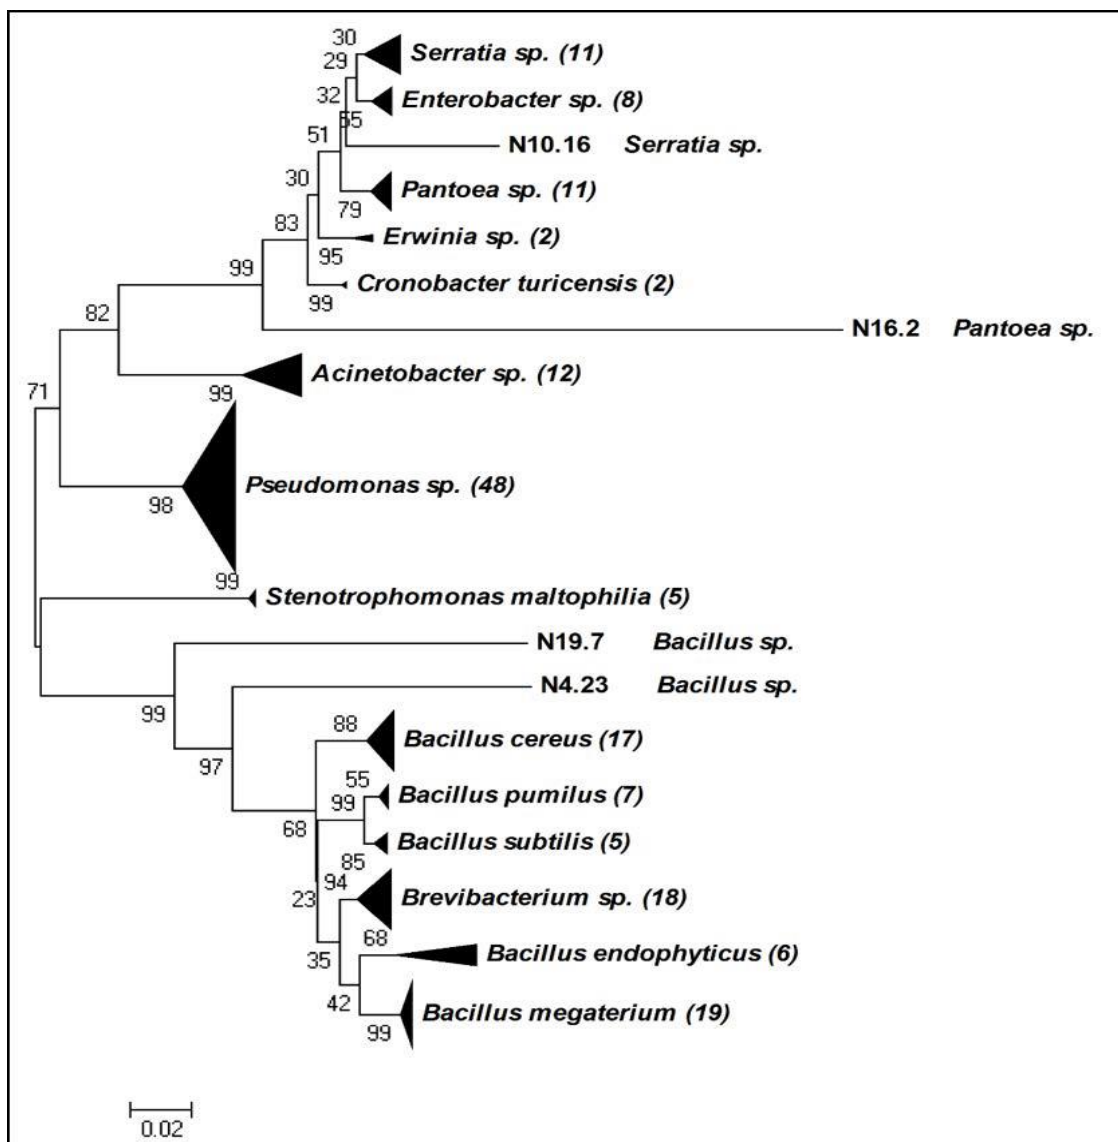 30
Serratia sp. (11)
29
Enterobacter sp. (8)
32
55
51
N10.16 Serratia sp.
30
Pantoea sp. (11)
79
83
Erwinia sp. (2)
95
99
Cronobacter turicensis (2)
99
82
N16.2 Pantoea sp.
Acinetobacter sp. (12)
99
71
Pseudomonas sp. (48)
98
99
Stenotrophomonas maltophilia (5)
N19.7 Bacillus sp.
N4.23 Bacillus sp.
99
88
Bacillus cereus (17)
97
55
Bacillus pumilus (7)
99
68
Bacillus subtilis (5)
85
94
23
Brevibacterium sp. (18)
68
Bacillus endophyticus (6)
35
42
Bacillus megaterium (19)
99
0.02